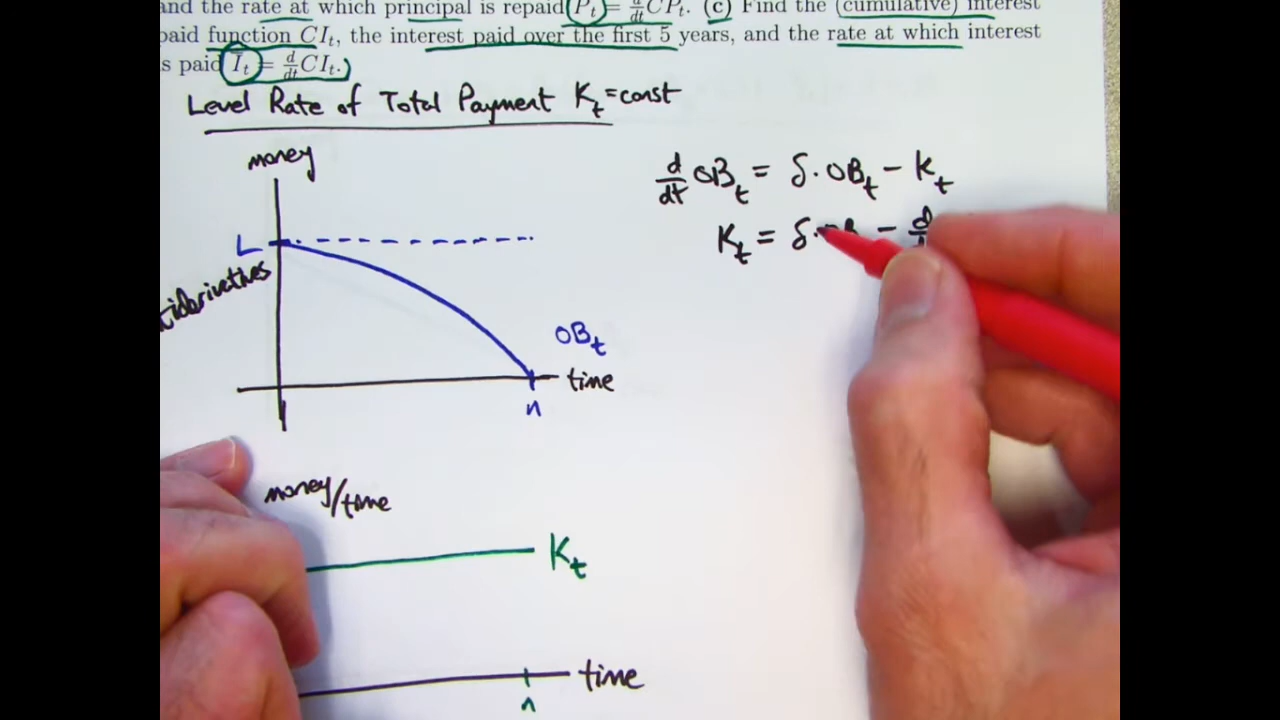 and the rate at which principal is repaid P_t = d/dt CP_t. (c) Find the (cumulative) interest
paid function CI_t, the interest paid over the first 5 years, and the rate at which interest
s paid I_t = d/dt CI_t.)
Level Rate of Total Payment K_t = const
money
d/dt OB_t = δ · OB_t − K_t
K_t = δ · OB − d
L
OB_t
time
n
money/time
K_t
time
n